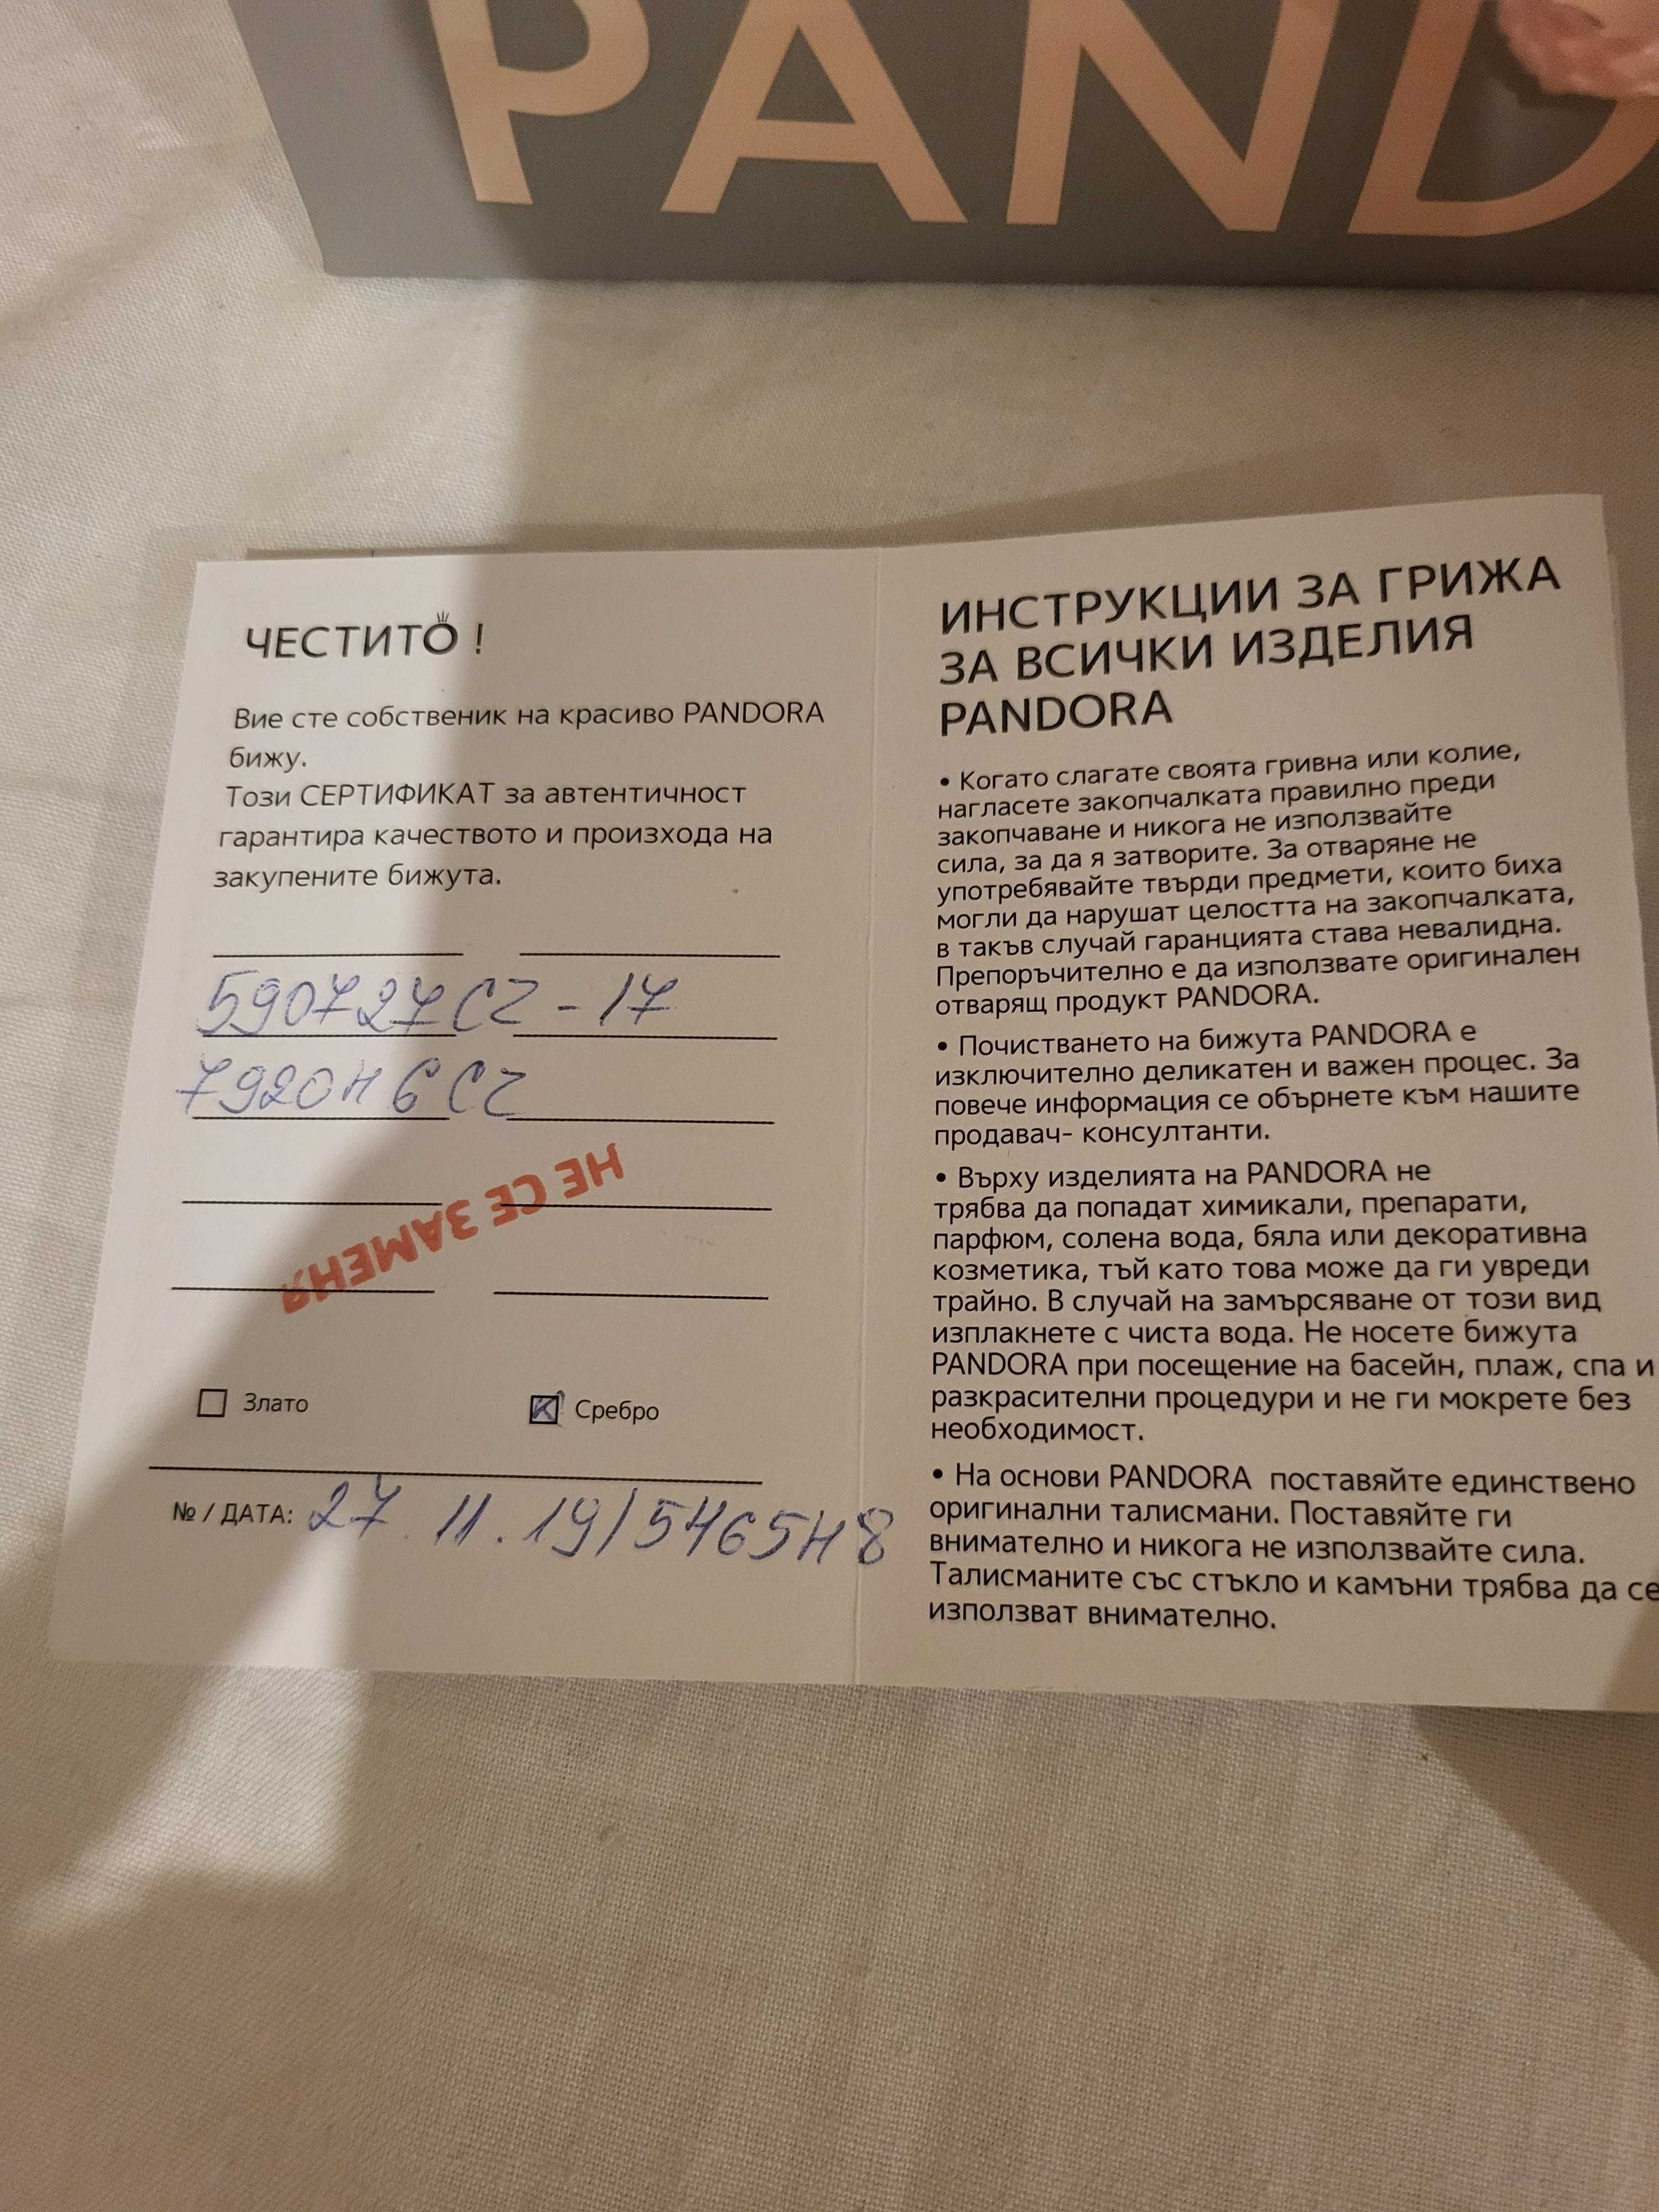 PAND
ЧЕСТИТО !
Вие сте собственик на красиво PANDORA
бижу.
Този СЕРТИФИКАТ за автентичност
гарантира качеството и произхода на
закупените бижута.
590727CZ - 17
792046CZ
НЕ СЕ ЗАМЕНЯ
Злато
Сребро
№ / ДАТА: 27.11.19/546548
ИНСТРУКЦИИ ЗА ГРИЖА
ЗА ВСИЧКИ ИЗДЕЛИЯ
PANDORA
• Когато слагате своята гривна или колие,
нагласете закопчалката правилно преди
закопчаване и никога не използвайте
сила, за да я затворите. За отваряне не
употребявайте твърди предмети, които биха
могли да нарушат целостта на закопчалката,
в такъв случай гаранцията става невалидна.
Препоръчително е да използвате оригинален
отварящ продукт PANDORA.
• Почистването на бижута PANDORA е
изключително деликатен и важен процес. За
повече информация се обърнете към нашите
продавач- консултанти.
• Върху изделията на PANDORA не
трябва да попадат химикали, препарати,
парфюм, солена вода, бяла или декоративна
козметика, тъй като това може да ги увреди
трайно. В случай на замърсяване от този вид
изплакнете с чиста вода. Не носете бижута
PANDORA при посещение на басейн, плаж, спа и
разкрасителни процедури и не ги мокрете без
необходимост.
• На основи PANDORA поставяйте единствено
оригинални талисмани. Поставяйте ги
внимателно и никога не използвайте сила.
Талисманите със стъкло и камъни трябва да се
използват внимателно.